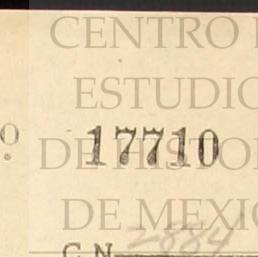 CENTRO
ESTUDIO
o. 17710
DE HISTO
DE MEXIC
2884
C N